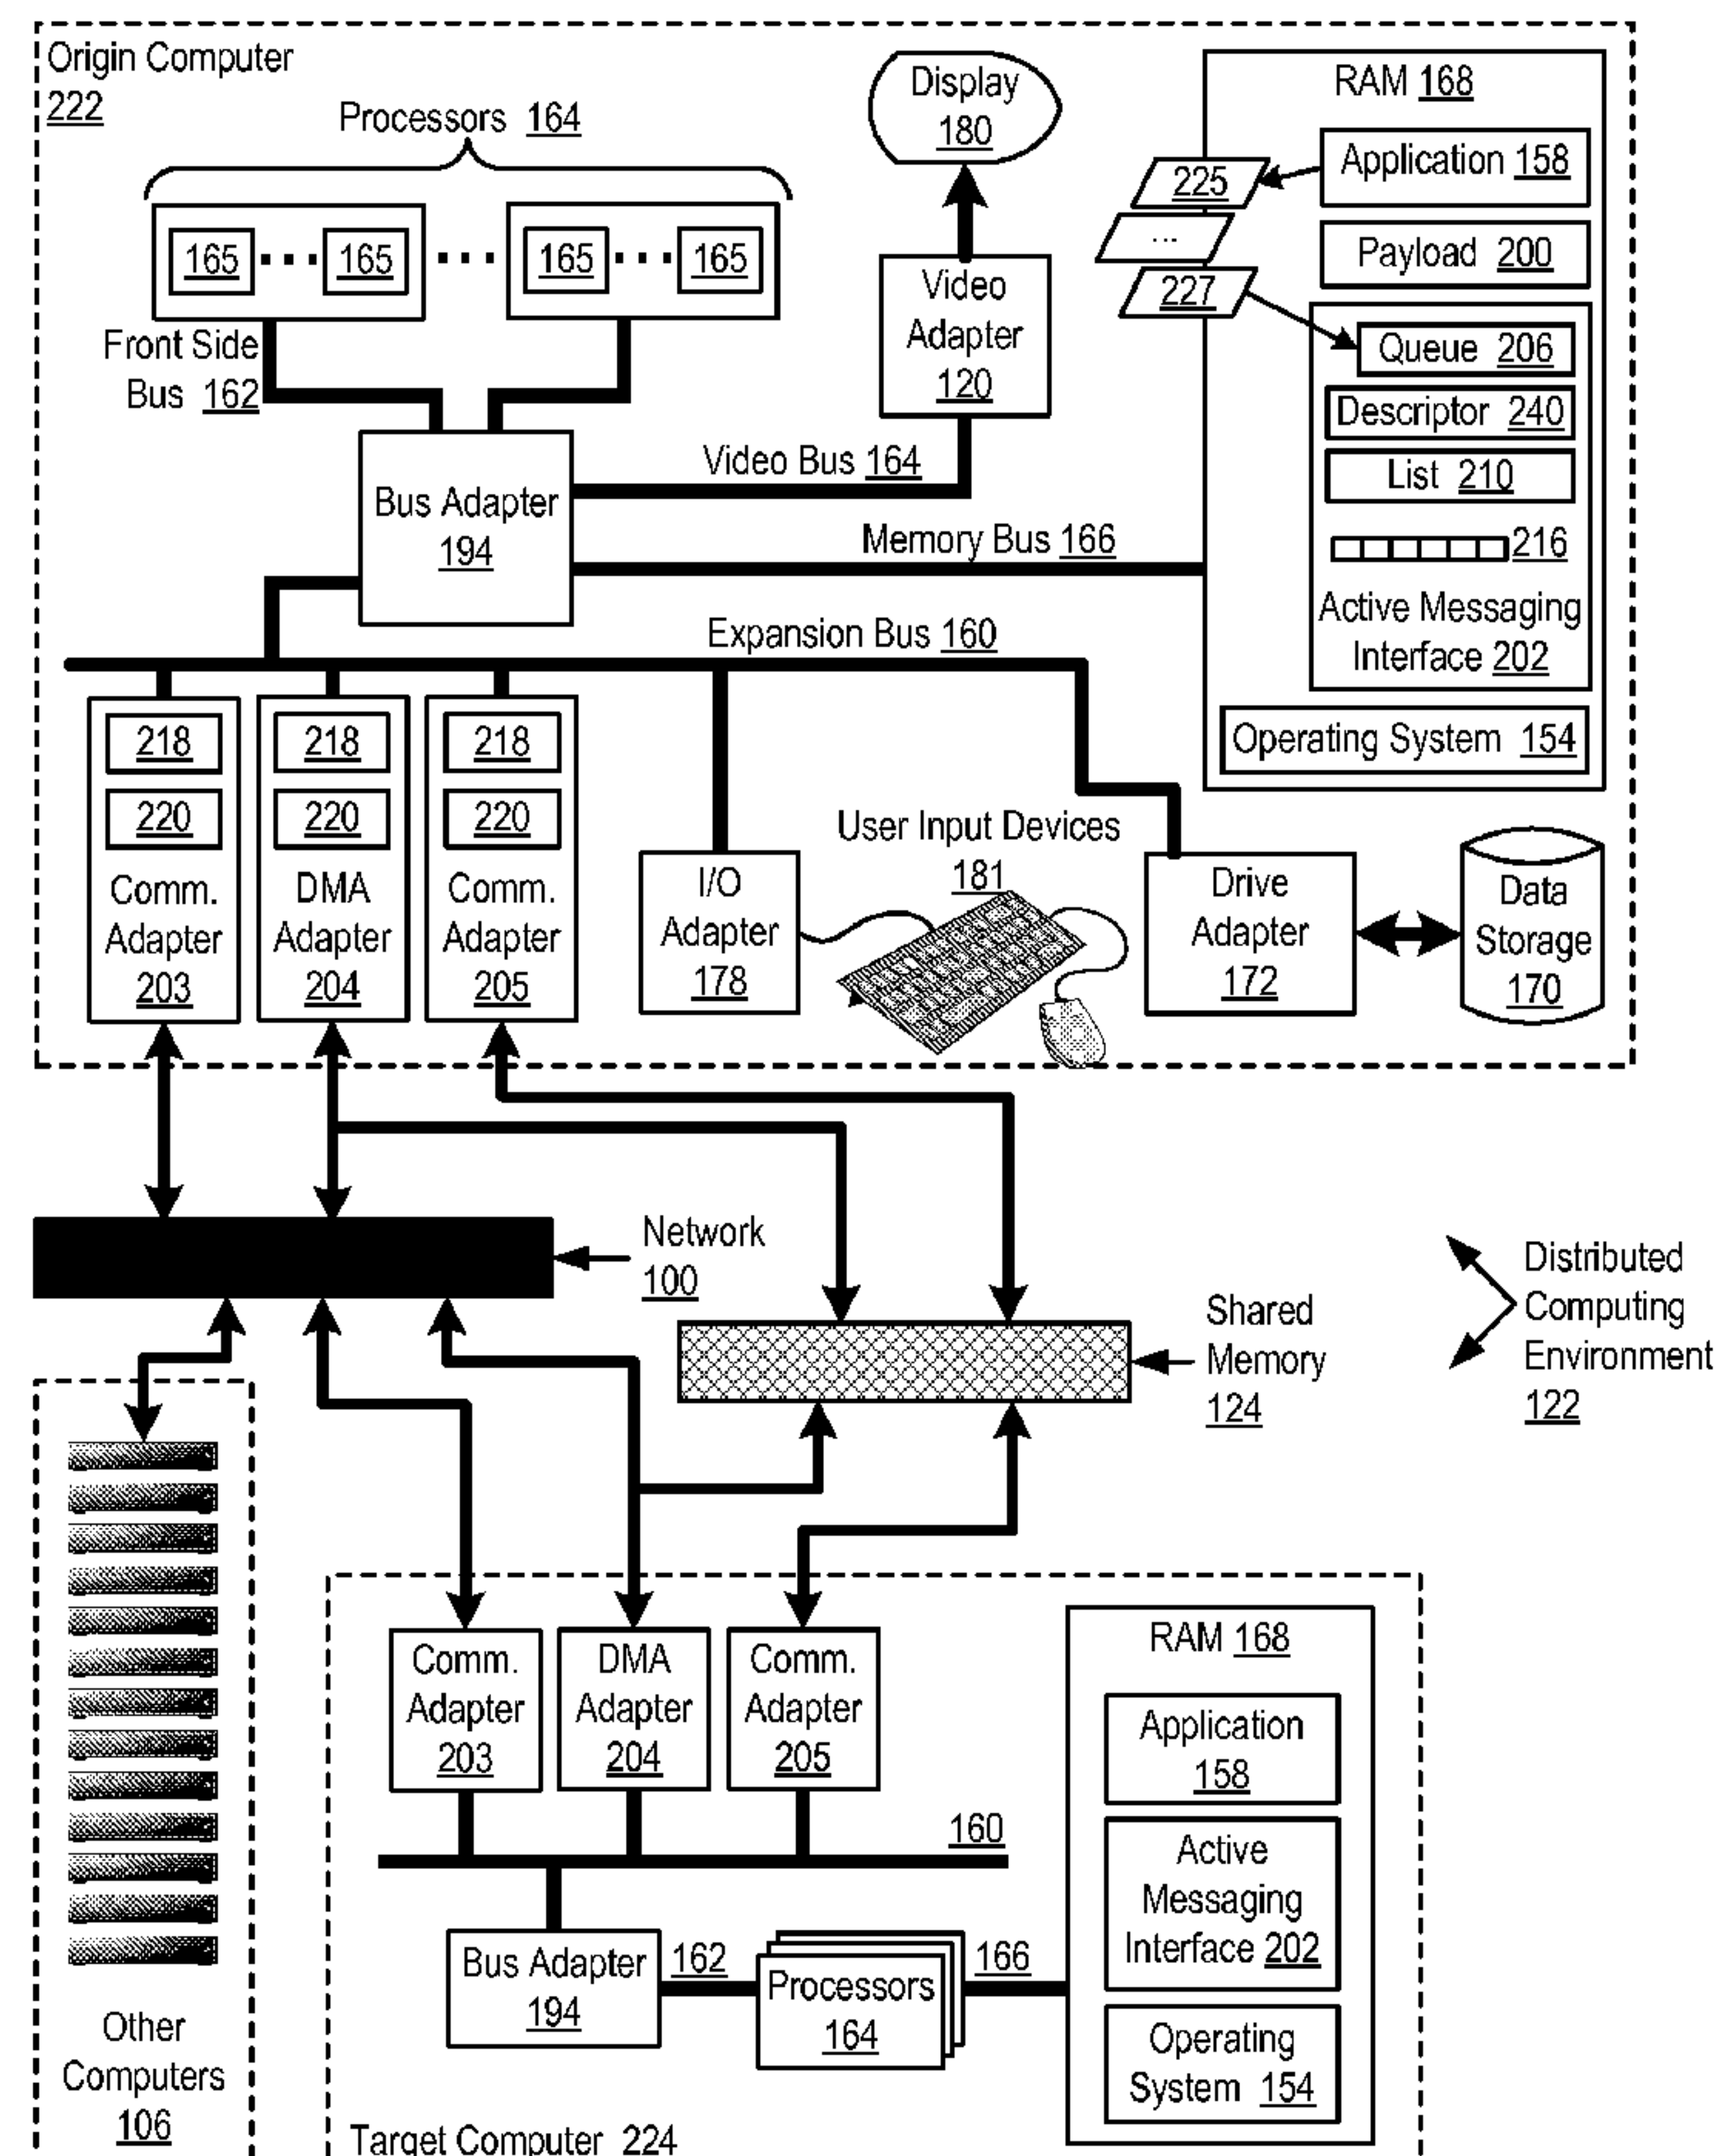 Origin Computer
222
Processors 164
165 ▪▪▪ 165 ▪▪▪▪ 165 ▪▪▪ 165
Front Side
Bus 162
Display
180
Video
Adapter
120
RAM 168
Application 158
225
...
227
Payload 200
Queue 206
Descriptor 240
List 210
216
Active Messaging
Interface 202
Operating System 154
Bus Adapter
194
Video Bus 164
Memory Bus 166
Expansion Bus 160
218
220
Comm.
Adapter
203
218
220
DMA
Adapter
204
218
220
Comm.
Adapter
205
I/O
Adapter
178
User Input Devices
181
Drive
Adapter
172
Data
Storage
170
Network
100
Shared
Memory
124
Distributed
Computing
Environment
122
Other
Computers
106
Comm.
Adapter
203
DMA
Adapter
204
Comm.
Adapter
205
160
Bus Adapter
194
162
Processors
164
166
RAM 168
Application
158
Active
Messaging
Interface 202
Operating
System 154
Target Computer 224